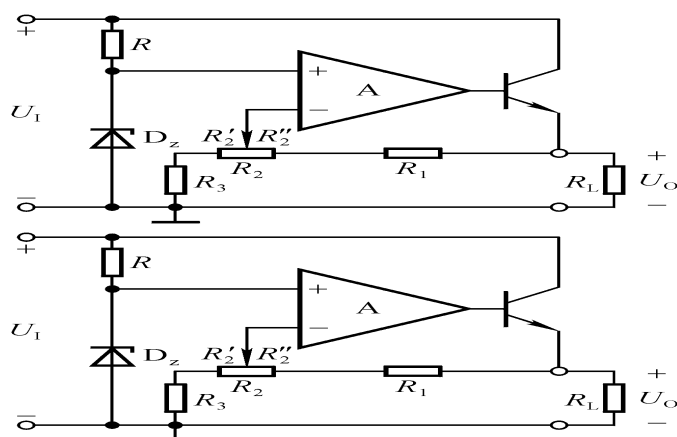 +
R
+
A
U_I
−
D_z
R_2′ R_2″
R_2
R_1
+
R_3
R_L
U_O
−
−
+
R
+
A
U_I
−
D_z
R_2′ R_2″
R_2
R_1
+
R_3
R_L
U_O
−
−